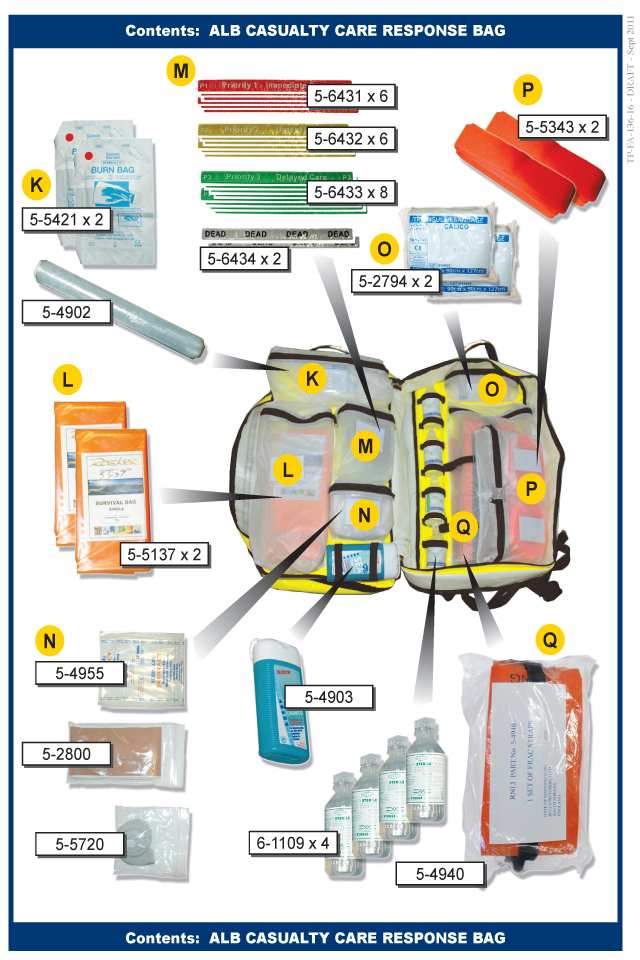 Contents: ALB CASUALTY CARE RESPONSE BAG
TP-FA-136-16 - DRAFT - Sept 2011
M
P1 Priority 1 - Immediate
5-6431 x 6
5-6432 x 6
P3 Priority 3 Delayed Care P3
5-6433 x 8
DEAD DEAD DEAD DEAD
5-6434 x 2
P
5-5343 x 2
K
BURN BAG
5-5421 x 2
5-4902
O
TRIANGULAR BANDAGE
CALICO
90cm x 127cm
5-2794 x 2
90cm x 127cm
K
O
M
L
P
N
Q
L
SURVIVAL BAG
5-5137 x 2
N
5-4955
5-2800
5-5720
5-4903
6-1109 x 4
Q
RNLI PART No 5-4940
1 SET OF FRAC STRAPS
5-4940
Contents: ALB CASUALTY CARE RESPONSE BAG